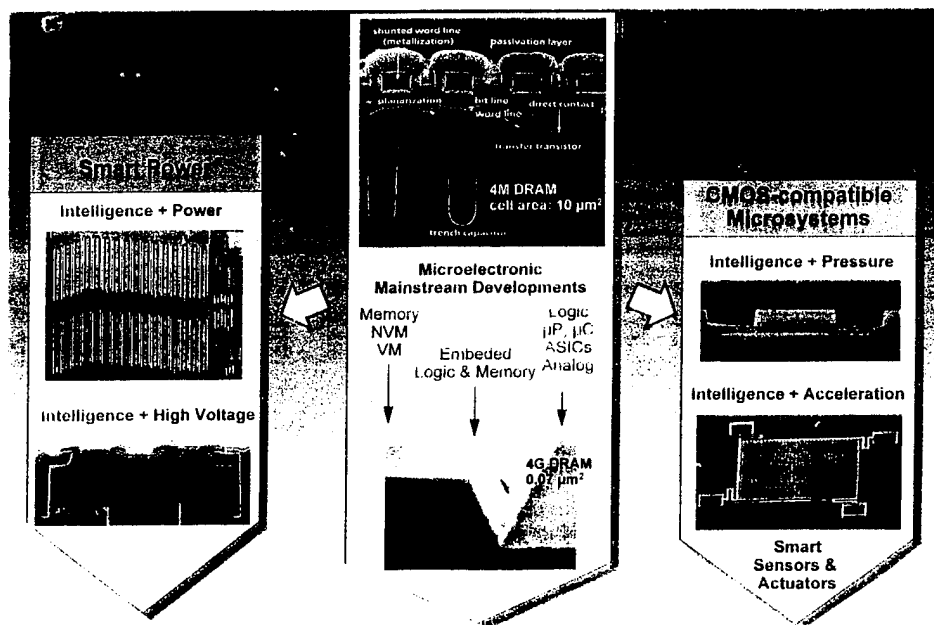 Smart Power
Intelligence + Power
Intelligence + High Voltage
shunted word line
(metallization)
passivation layer
planarization
bit line
word line
direct contact
transfer transistor
4M DRAM
cell area: 10 µm²
trench capacitor
Microelectronic
Mainstream Developments
Memory
NVM
VM
Embeded
Logic & Memory
Logic
µP, µC
ASICs
Analog
4G DRAM
0,07 µm²
CMOS-compatible
Microsystems
Intelligence + Pressure
Intelligence + Acceleration
Smart
Sensors &
Actuators